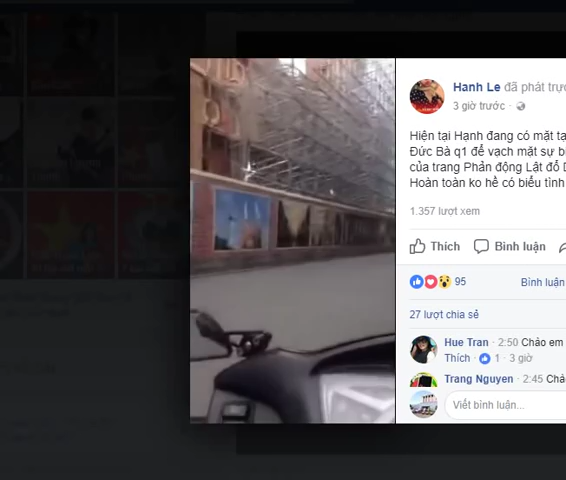 Hanh Le đã phát trực
3 giờ trước ·
Hiện tại Hạnh đang có mặt tạ
Đức Bà q1 để vạch mặt sự b
của trang Phản động Lật đổ
Hoàn toàn ko hề có biểu tình
1.357 lượt xem
Thích Bình luận
95 Bình luận
27 lượt chia sẻ
Hue Tran · 2:50 Chào em
Thích · 1 · 3 giờ
Trang Nguyen · 2:45 Chà
Viết bình luận...